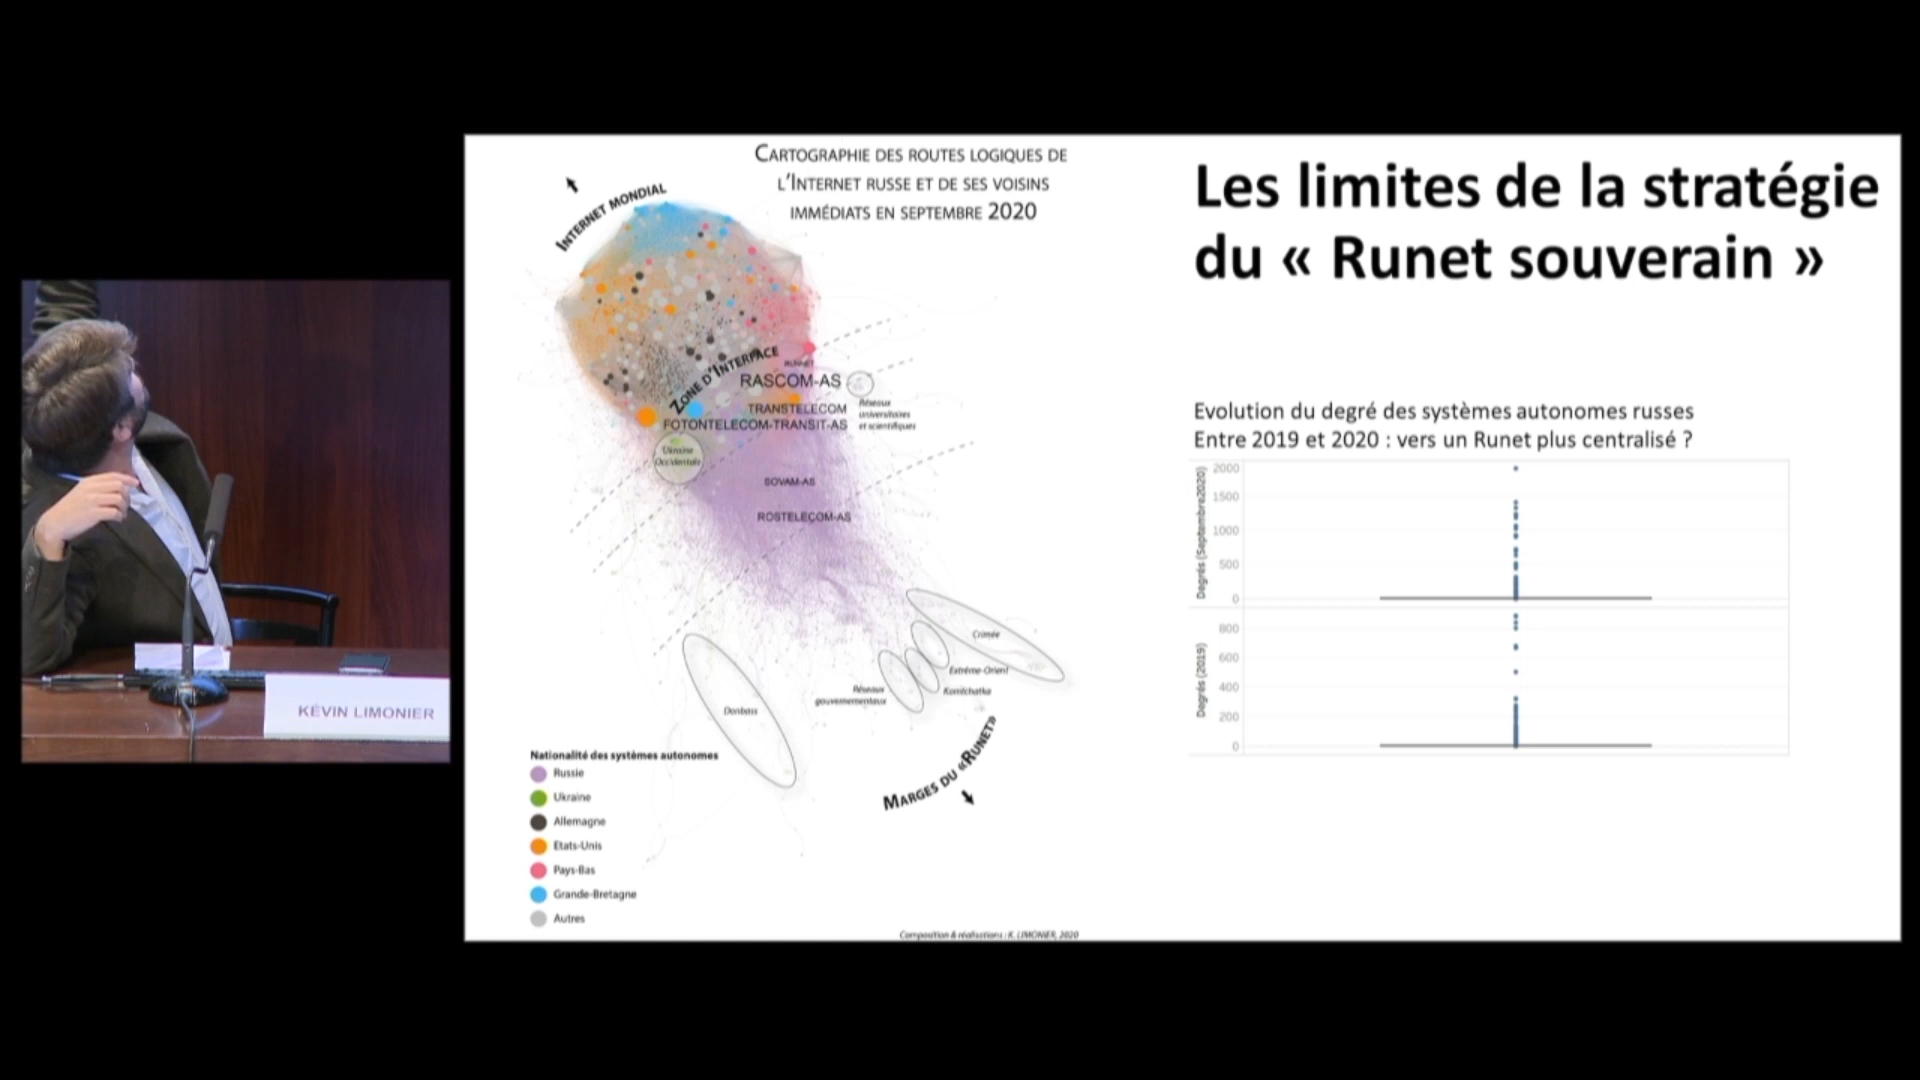 KÉVIN LIMONIER
CARTOGRAPHIE DES ROUTES LOGIQUES DE
L'INTERNET RUSSE ET DE SES VOISINS
IMMÉDIATS EN SEPTEMBRE 2020
INTERNET MONDIAL
ZONE D'INTERFACE
RUNNET
RASCOM-AS
TRANSTELECOM
FOTONTELECOM-TRANSIT-AS
Réseaux
universitaires
et scientifiques
Ukraine
Occidentale
SOVAM-AS
ROSTELECOM-AS
Crimée
Extrême-Orient
Kamtchatka
Réseaux
gouvernementaux
Donbass
MARGES DU «RUNET»
Nationalité des systèmes autonomes
Russie
Ukraine
Allemagne
Etats-Unis
Pays-Bas
Grande-Bretagne
Autres
Composition & réalisations : K. LIMONIER, 2020
Les limites de la stratégie
du « Runet souverain »
Evolution du degré des systèmes autonomes russes
Entre 2019 et 2020 : vers un Runet plus centralisé ?
Degrés (Septembre2020)
2000
1500
1000
500
0
Degrés (2019)
800
600
400
200
0